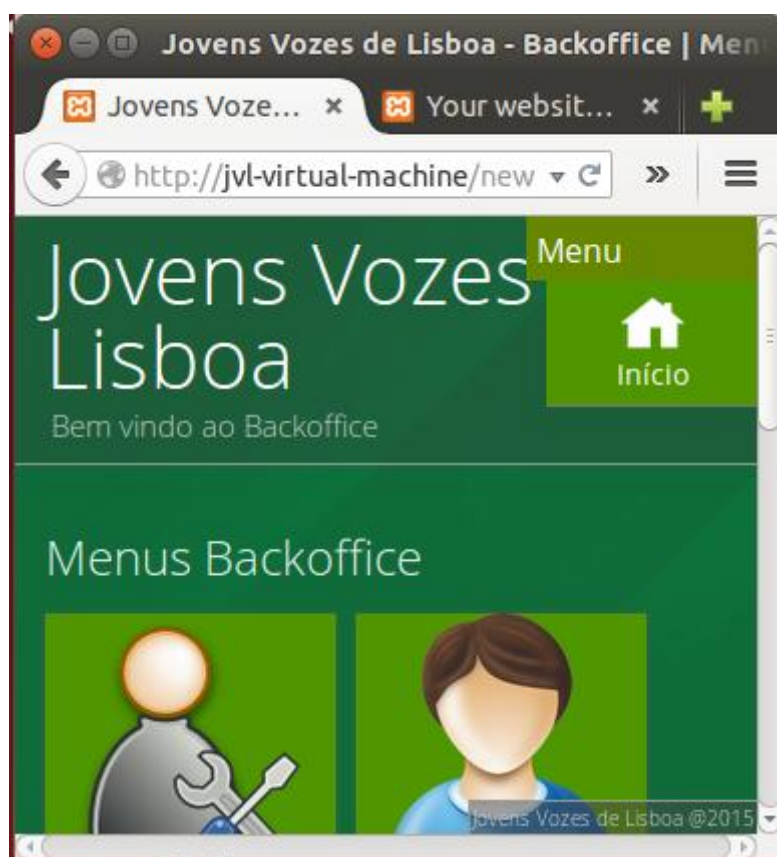 Jovens Vozes de Lisboa - Backoffice | Men
Jovens Voze...
Your websit...
http://jvl-virtual-machine/new
Jovens Vozes
Lisboa
Bem vindo ao Backoffice
Menu
Início
Menus Backoffice
Jovens Vozes de Lisboa @2015